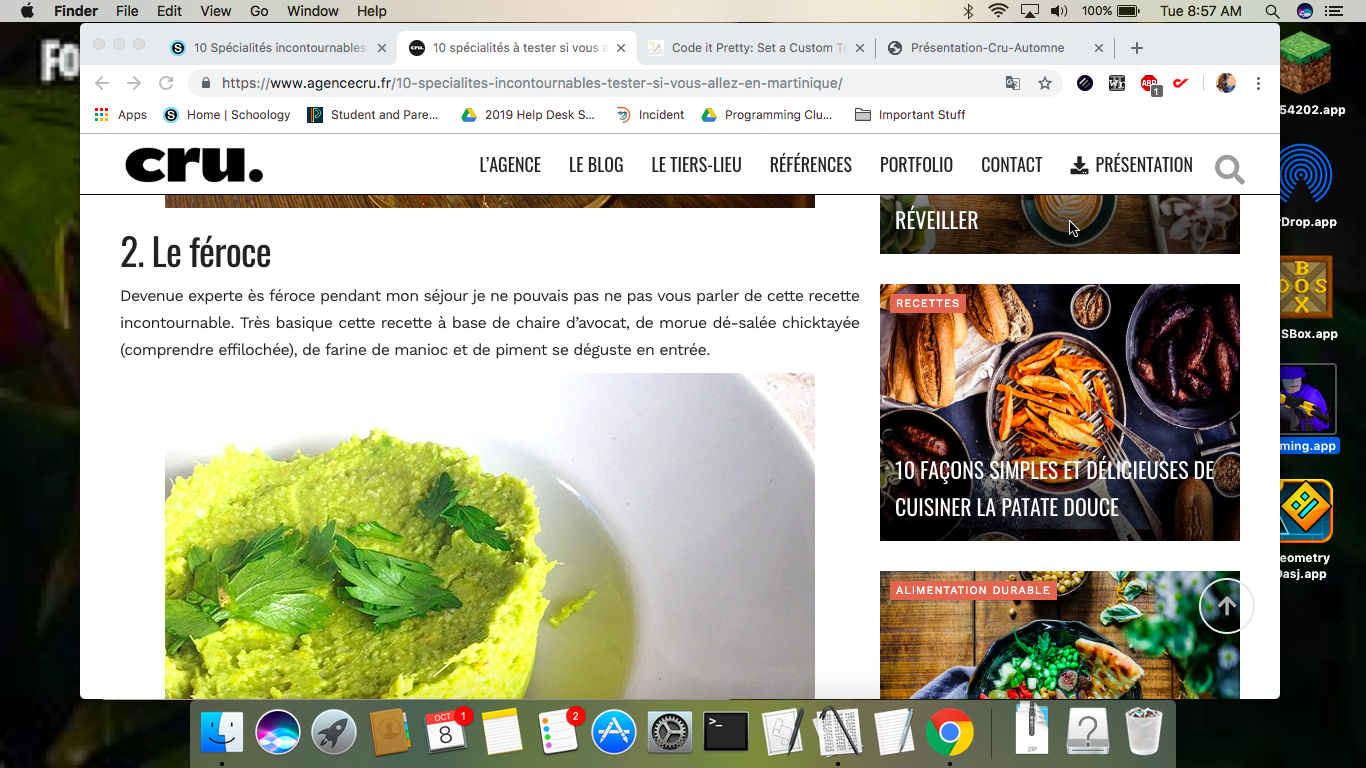 Finder File Edit View Go Window Help 100% Tue 8:57 AM
10 Spécialités incontournables
10 spécialités à tester si vous a
Code it Pretty: Set a Custom Te
Présentation-Cru-Automne
https://www.agencecru.fr/10-specialites-incontournables-tester-si-vous-allez-en-martinique/
ABP
1
Apps Home | Schoology Student and Pare... 2019 Help Desk S... Incident Programming Clu... Important Stuff
cru.
L'AGENCE LE BLOG LE TIERS-LIEU RÉFÉRENCES PORTFOLIO CONTACT PRÉSENTATION
2. Le féroce
Devenue experte ès féroce pendant mon séjour je ne pouvais pas ne pas vous parler de cette recette
incontournable. Très basique cette recette à base de chaire d'avocat, de morue dé-salée chicktayée
(comprendre effilochée), de farine de manioc et de piment se déguste en entrée.
RÉVEILLER
RECETTES
10 FAÇONS SIMPLES ET DÉLICIEUSES DE
CUISINER LA PATATE DOUCE
ALIMENTATION DURABLE
FO
54202.app
rDrop.app
B
DOS
X
SBox.app
ming.app
eometry
Dasj.app
OCT
8
1
2
>_
ZIP
?